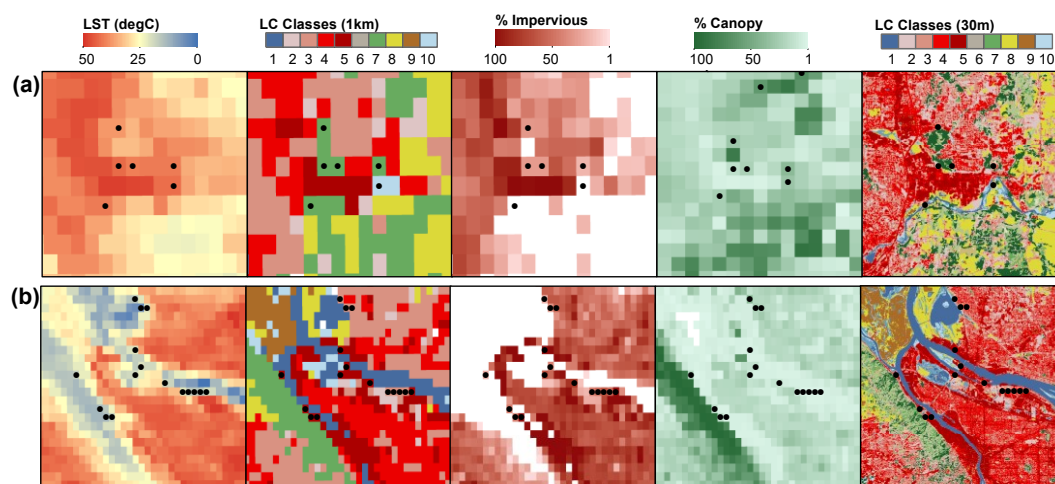 LST (degC)
50 25 0
LC Classes (1km)
1 2 3 4 5 6 7 8 9 10
% Impervious
100 50 1
% Canopy
100 50 1
LC Classes (30m)
1 2 3 4 5 6 7 8 9 10
(a)
(b)